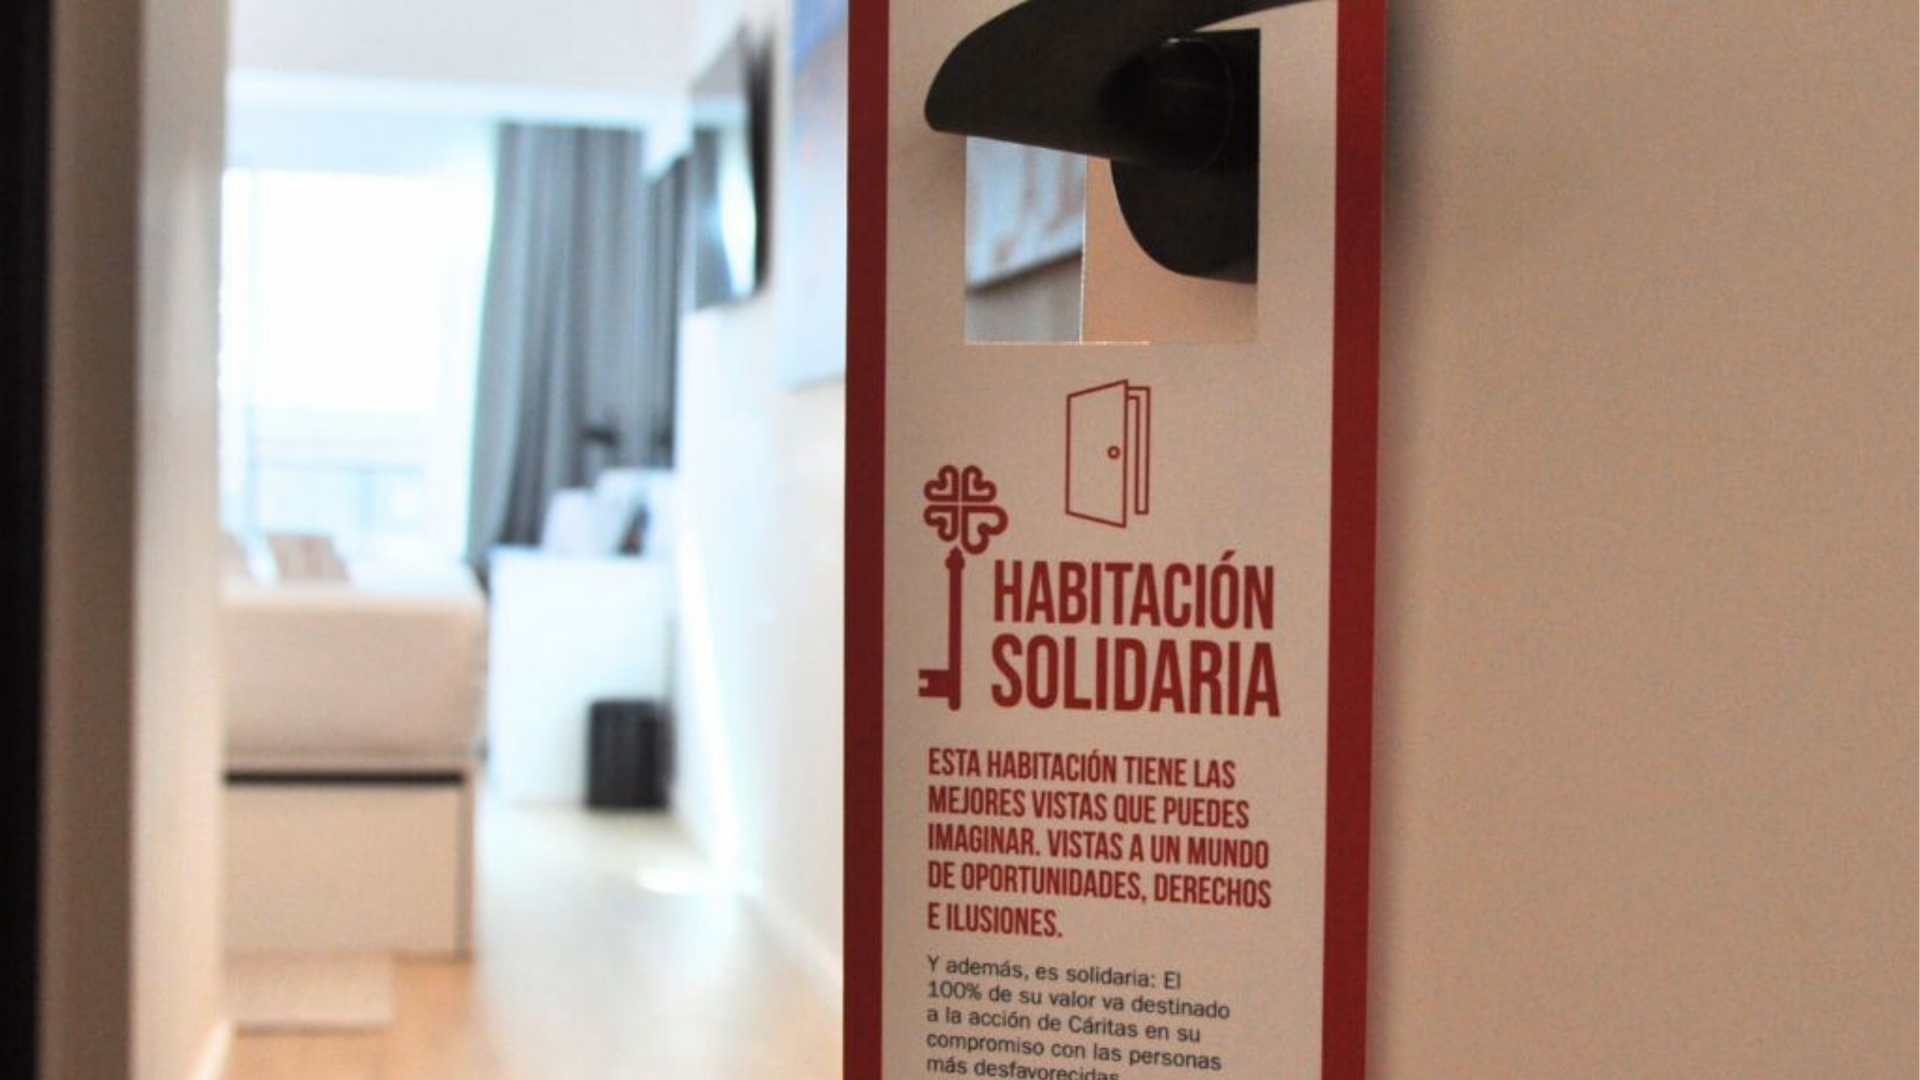 HABITACIÓN
SOLIDARIA
ESTA HABITACIÓN TIENE LAS
MEJORES VISTAS QUE PUEDES
IMAGINAR. VISTAS A UN MUNDO
DE OPORTUNIDADES, DERECHOS
E ILUSIONES.
Y además, es solidaria: El
100% de su valor va destinado
a la acción de Cáritas en su
compromiso con las personas
más desfavorecidas